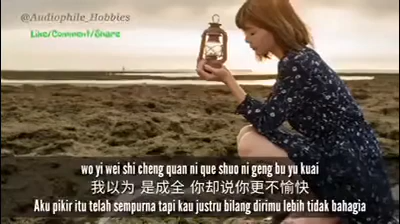 @Audiophile_Hobbies
Like/Comment/Share
wo yi wei shi cheng quan ni que shuo ni geng bu yu kuai
我以为 是成全 你却说你更不愉快
Aku pikir itu telah sempurna tapi kau justru bilang dirimu lebih tidak bahagia